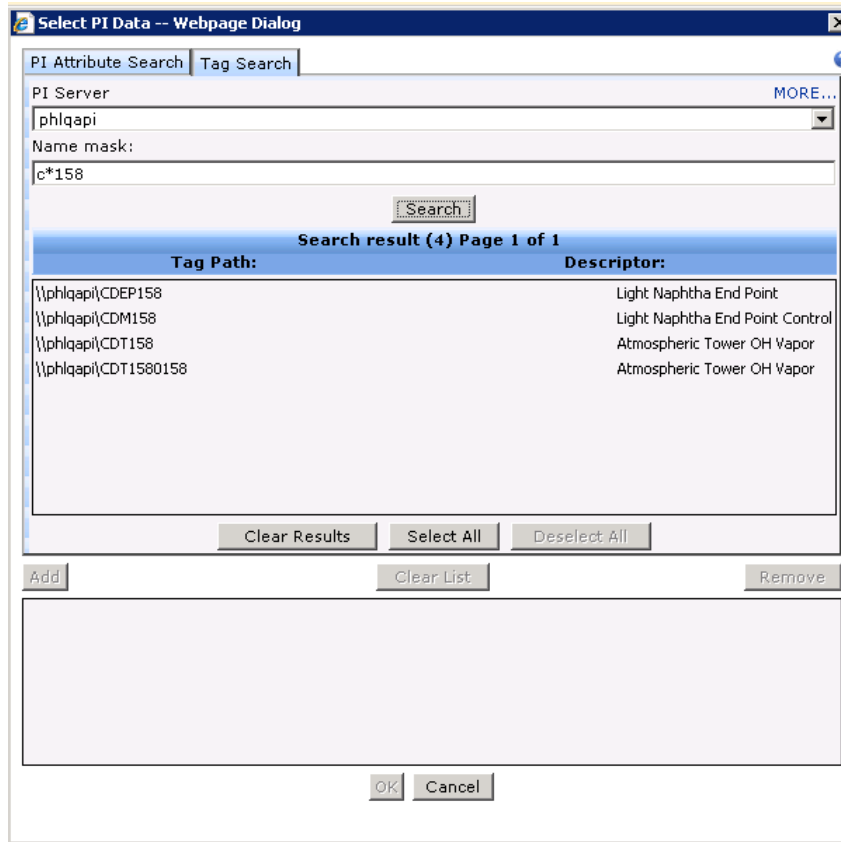 Select PI Data -- Webpage Dialog
PI Attribute Search Tag Search
PI Server MORE...
phlqapi
Name mask:
c*158
Search
Search result (4) Page 1 of 1
Tag Path: Descriptor:
\\phlqapi\CDEP158 Light Naphtha End Point
\\phlqapi\CDM158 Light Naphtha End Point Control
\\phlqapi\CDT158 Atmospheric Tower OH Vapor
\\phlqapi\CDT1580158 Atmospheric Tower OH Vapor
Clear Results Select All Deselect All
Add Clear List Remove
OK Cancel